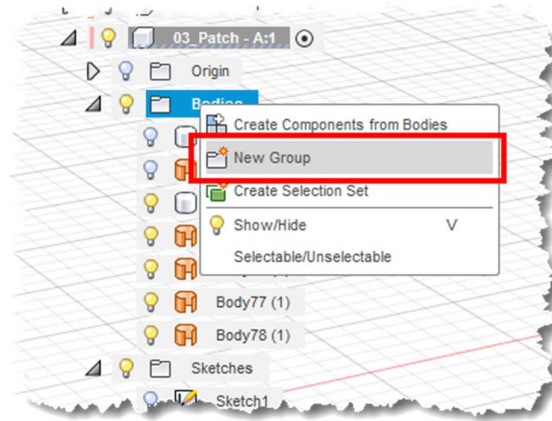 03_Patch - A:1
Origin
Create Components from Bodies
New Group
Create Selection Set
Show/Hide V
Selectable/Unselectable
Body77 (1)
Body78 (1)
Sketches
Sketch1